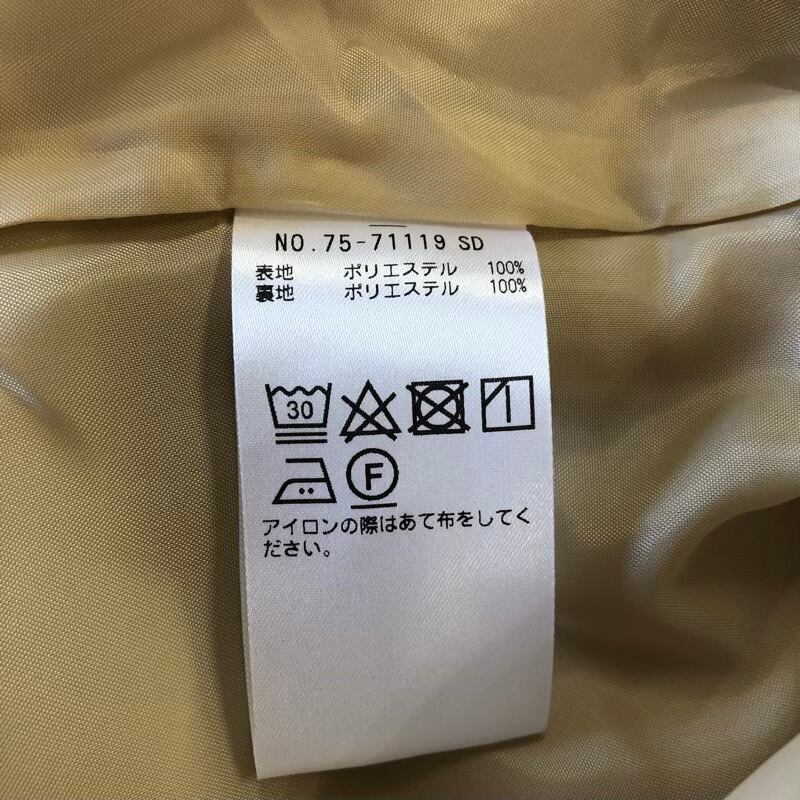 NO.75-71119 SD
表地 ポリエステル 100%
裏地 ポリエステル 100%
30
F
アイロンの際はあて布をしてく
ださい。